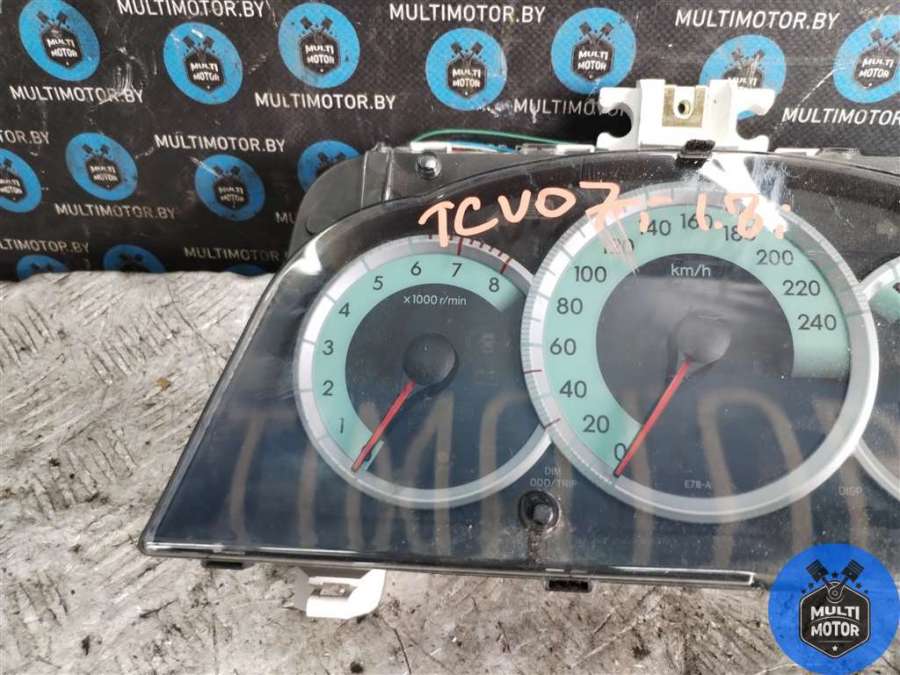 MULTIMOTOR.BY
MULTIMOTOR.BY
MULTI MOTOR
MULTIMOTOR.BY
MULTIMOTOR.BY
MULTIMOTOR.BY
MULTIMOTOR.BY
MULTIMOTOR.BY
TCV07-1.8
1
2
3
4
5
6
7
8
x1000 r/min
0
20
40
60
80
100
120
140
160
180
200
220
240
km/h
E78-A
DIM
ODO/TRIP
DISP
MULTI
MOTOR